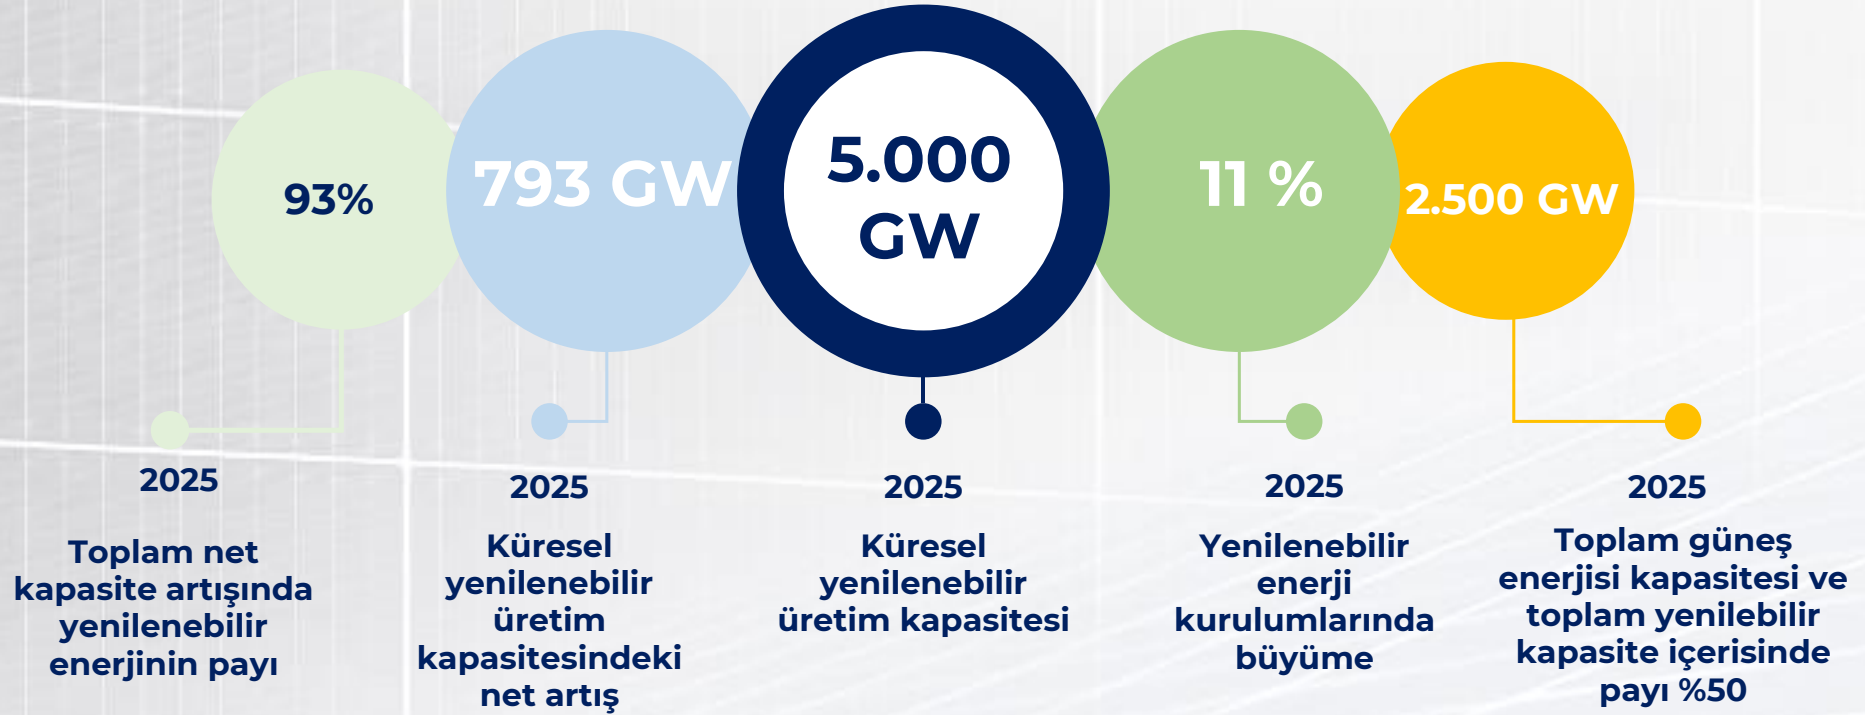 93%
793 GW
5.000
GW
11 %
2.500 GW
2025
Toplam net
kapasite artışında
yenilenebilir
enerjinin payı
2025
Küresel
yenilenebilir
üretim
kapasitesindeki
net artış
2025
Küresel
yenilenebilir
üretim kapasitesi
2025
Yenilenebilir
enerji
kurulumlarında
büyüme
2025
Toplam güneş
enerjisi kapasitesi ve
toplam yenilebilir
kapasite içerisinde
payı %50